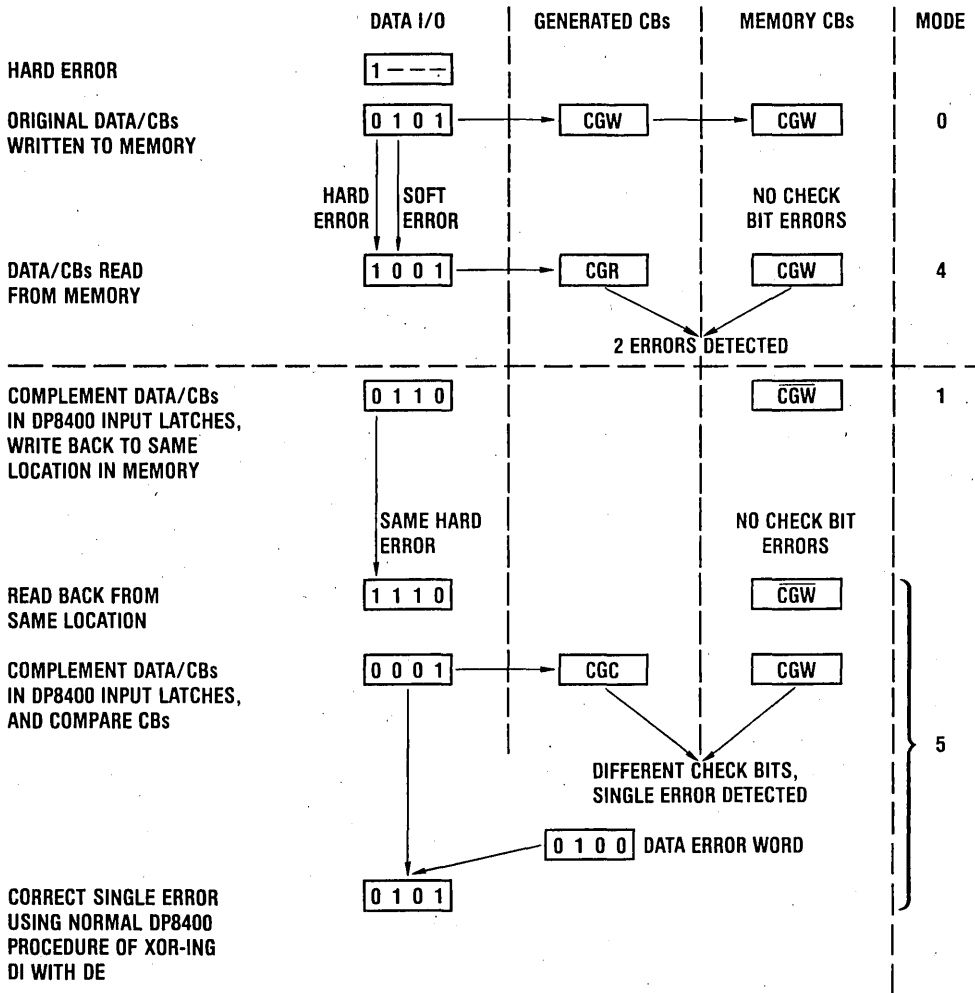 DATA I/O GENERATED CBs MEMORY CBs MODE
HARD ERROR
1 – – –
ORIGINAL DATA/CBs
WRITTEN TO MEMORY
0 1 0 1 CGW CGW 0
HARD
ERROR
SOFT
ERROR
NO CHECK
BIT ERRORS
DATA/CBs READ
FROM MEMORY
1 0 0 1 CGR CGW 4
2 ERRORS DETECTED
COMPLEMENT DATA/CBs
IN DP8400 INPUT LATCHES,
WRITE BACK TO SAME
LOCATION IN MEMORY
0 1 1 0 C̅G̅W̅ 1
SAME HARD
ERROR
NO CHECK BIT
ERRORS
READ BACK FROM
SAME LOCATION
1 1 1 0 C̅G̅W̅
COMPLEMENT DATA/CBs
IN DP8400 INPUT LATCHES,
AND COMPARE CBs
0 0 0 1 CGC CGW
5
DIFFERENT CHECK BITS,
SINGLE ERROR DETECTED
0 1 0 0 DATA ERROR WORD
CORRECT SINGLE ERROR
USING NORMAL DP8400
PROCEDURE OF XOR-ING
DI WITH DE
0 1 0 1